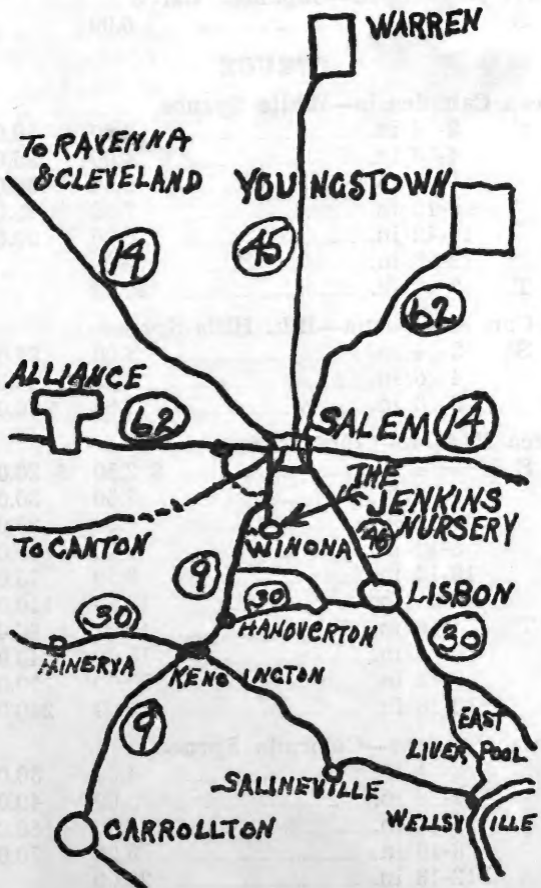 WARREN
TO RAVENNA
& CLEVELAND
YOUNGSTOWN
45
14
62
ALLIANCE
62
SALEM
14
THE
JENKINS
NURSERY
TO CANTON
WINONA
45
9
LISBON
30
30
HANOVERTON
30
MINERVA
KENSINGTON
EAST
LIVERPOOL
9
SALINEVILLE
WELLSVILLE
CARROLLTON